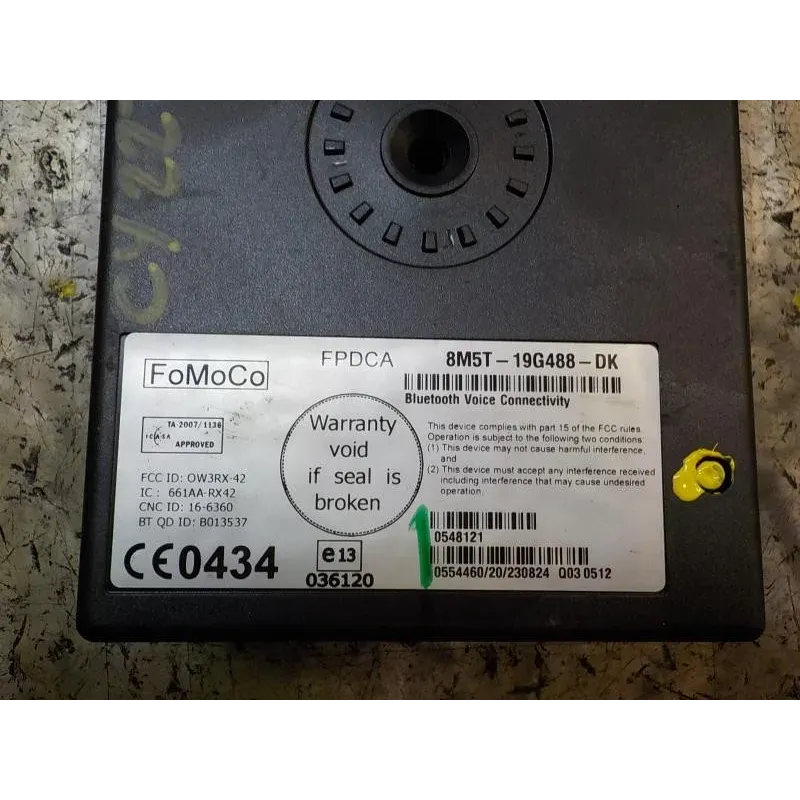 CY22
FoMoCo
FPDCA
8M5T-19G488-DK
Bluetooth Voice Connectivity
TA-2007/1136
ICASA
APPROVED
FCC ID: OW3RX-42
IC : 661AA-RX42
CNC ID: 16-6360
BT QD ID: B013537
CE0434
Warranty
void
if seal is
broken
e13
036120
This device complies with part 15 of the FCC rules.
Operation is subject to the following two conditions:
(1) This device may not cause harmful interference,
and
(2) This device must accept any interference received
including interference that may cause undesired
operation.
0548121
0554460/20/230824 Q03 0512